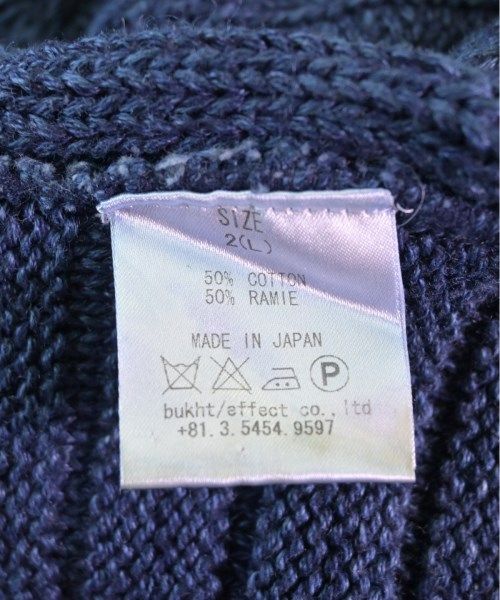 SIZE
2(L)
50% COTTON
50% RAMIE
MADE IN JAPAN
P
bukht/effect co.,ltd
+81.3.5454.9597